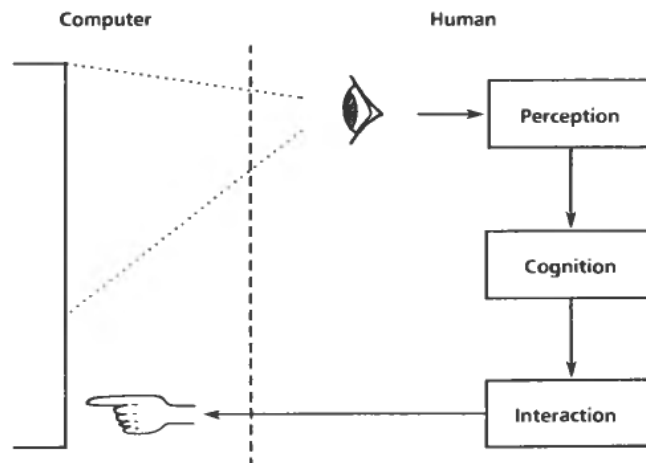 Computer
Human
Perception
Cognition
Interaction